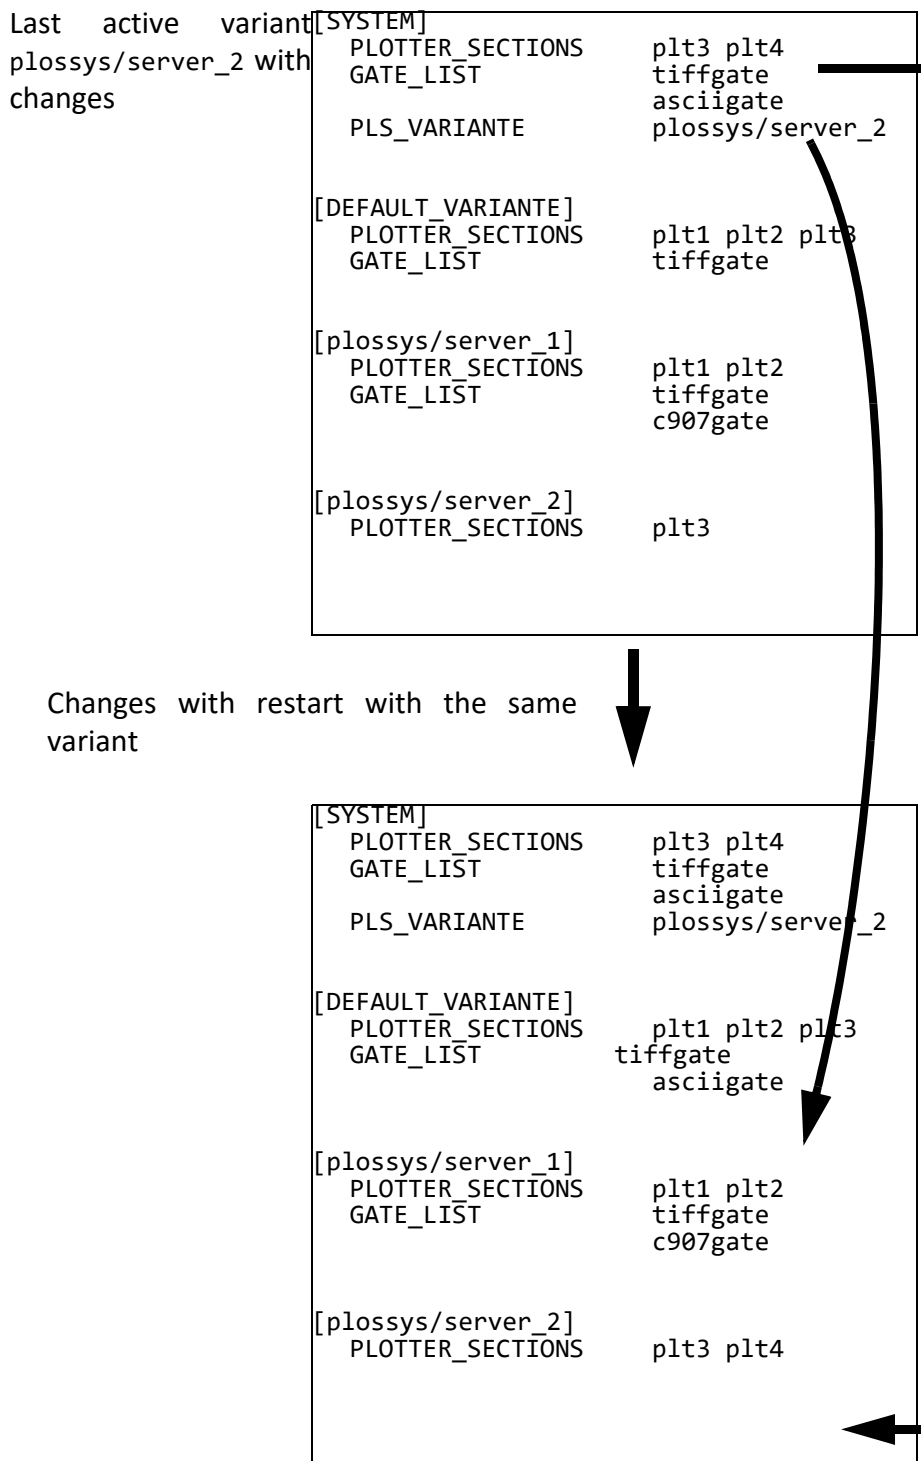 Last active variant
plossys/server_2 with
changes
[SYSTEM]
PLOTTER_SECTIONS plt3 plt4
GATE_LIST tiffgate
asciigate
PLS_VARIANTE plossys/server_2
[DEFAULT_VARIANTE]
PLOTTER_SECTIONS plt1 plt2 plt3
GATE_LIST tiffgate
[plossys/server_1]
PLOTTER_SECTIONS plt1 plt2
GATE_LIST tiffgate
c907gate
[plossys/server_2]
PLOTTER_SECTIONS plt3
Changes with restart with the same
variant
[SYSTEM]
PLOTTER_SECTIONS plt3 plt4
GATE_LIST tiffgate
asciigate
PLS_VARIANTE plossys/server_2
[DEFAULT_VARIANTE]
PLOTTER_SECTIONS plt1 plt2 plt3
GATE_LIST tiffgate
asciigate
[plossys/server_1]
PLOTTER_SECTIONS plt1 plt2
GATE_LIST tiffgate
c907gate
[plossys/server_2]
PLOTTER_SECTIONS plt3 plt4